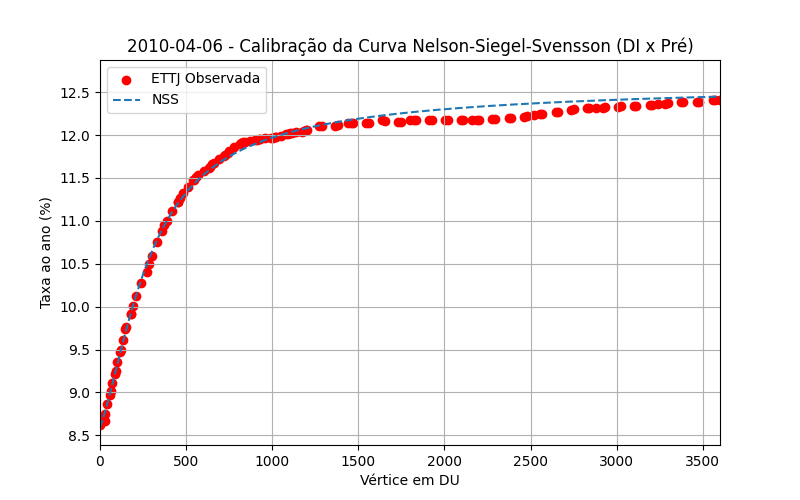 2010-04-06 - Calibração da Curva Nelson-Siegel-Svensson (DI x Pré)
ETTJ Observada
NSS
Taxa ao ano (%)
12.5
12.0
11.5
11.0
10.5
10.0
9.5
9.0
8.5
0 500 1000 1500 2000 2500 3000 3500
Vértice em DU